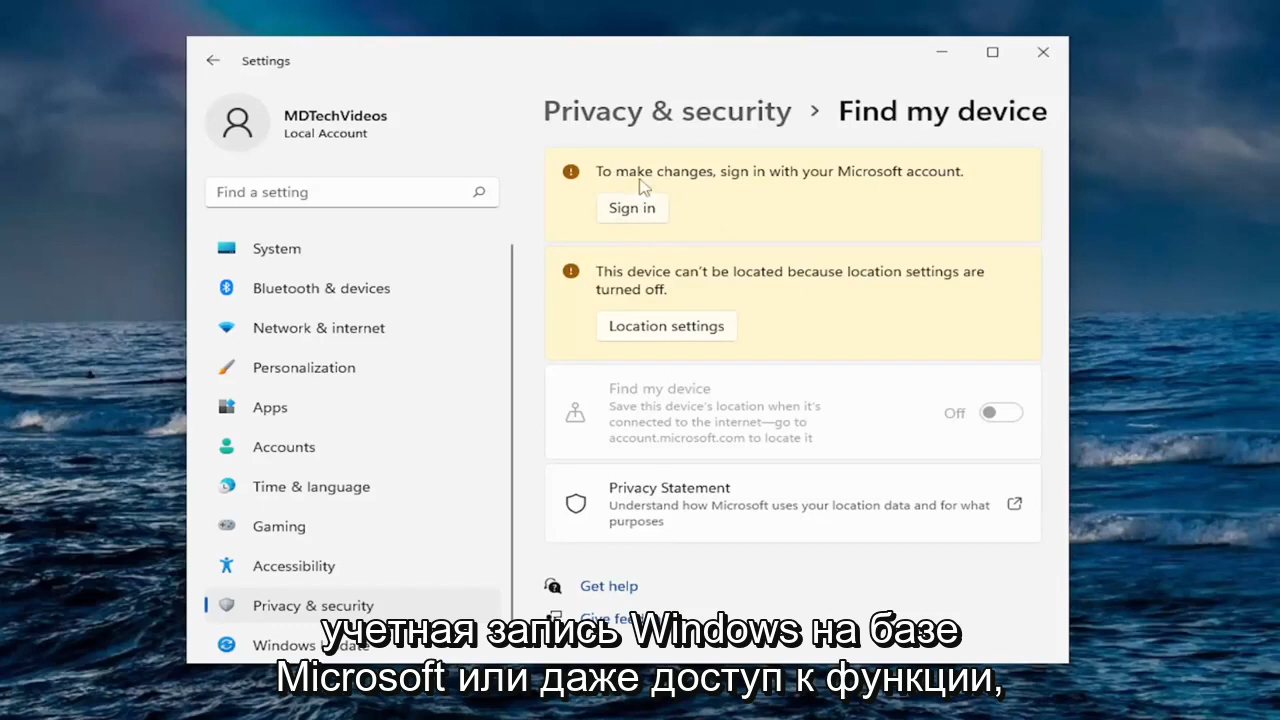 Settings
MDTechVideos
Local Account
Find a setting
System
Bluetooth & devices
Network & internet
Personalization
Apps
Accounts
Time & language
Gaming
Accessibility
Privacy & security
Windows
Privacy & security > Find my device
To make changes, sign in with your Microsoft account.
Sign in
This device can't be located because location settings are
turned off.
Location settings
Find my device
Save this device's location when it's
connected to the internet—go to
account.microsoft.com to locate it
Off
Privacy Statement
Understand how Microsoft uses your location data and for what
purposes
Get help
Give
учетная запись Windows на базе
Microsoft или даже доступ к функции,